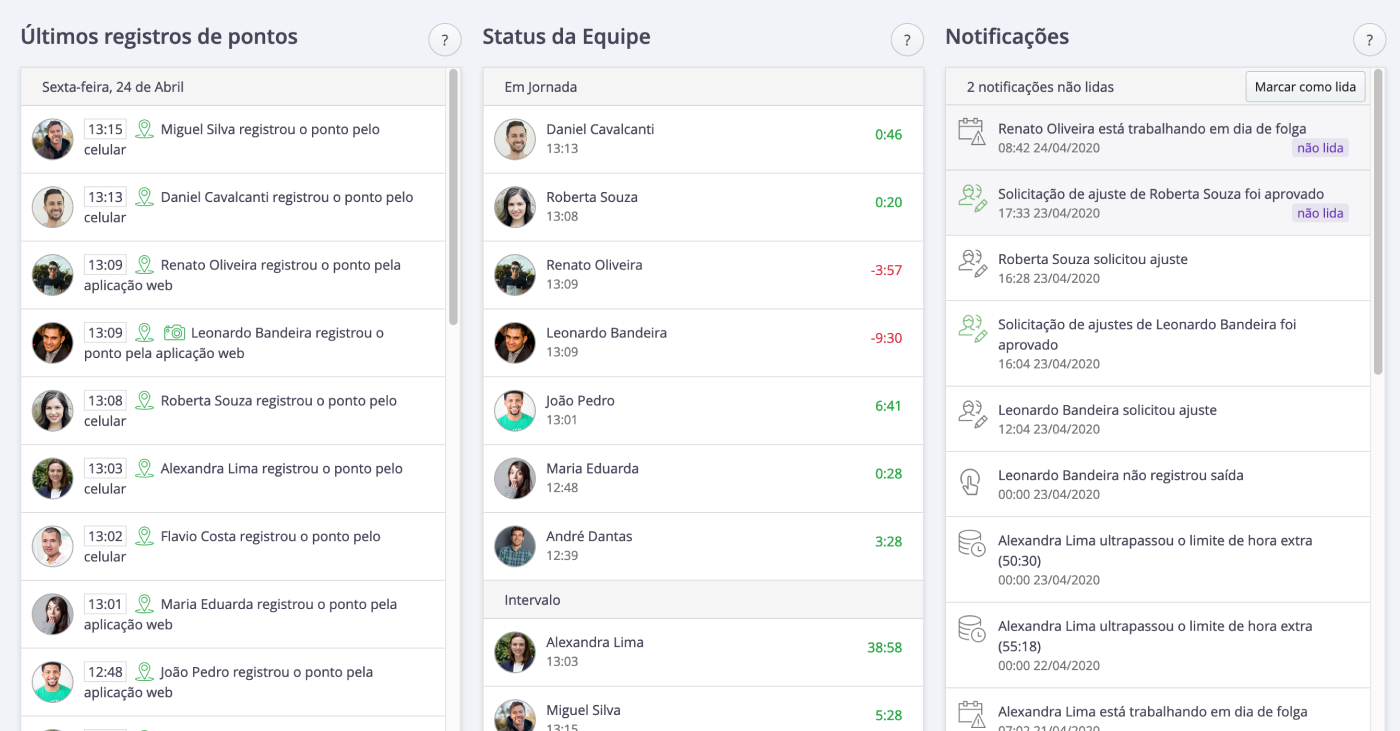 Últimos registros de pontos
?
Sexta-feira, 24 de Abril
13:15 Miguel Silva registrou o ponto pelo
celular
13:13 Daniel Cavalcanti registrou o ponto pelo
celular
13:09 Renato Oliveira registrou o ponto pela
aplicação web
13:09 Leonardo Bandeira registrou o
ponto pela aplicação web
13:08 Roberta Souza registrou o ponto pelo
celular
13:03 Alexandra Lima registrou o ponto pelo
celular
13:02 Flavio Costa registrou o ponto pelo
celular
13:01 Maria Eduarda registrou o ponto pela
aplicação web
12:48 João Pedro registrou o ponto pela
aplicação web
Status da Equipe
?
Em Jornada
Daniel Cavalcanti
13:13
0:46
Roberta Souza
13:08
0:20
Renato Oliveira
13:09
-3:57
Leonardo Bandeira
13:09
-9:30
João Pedro
13:01
6:41
Maria Eduarda
12:48
0:28
André Dantas
12:39
3:28
Intervalo
Alexandra Lima
13:03
38:58
Miguel Silva
13:15
5:28
Notificações
?
2 notificações não lidas
Marcar como lida
Renato Oliveira está trabalhando em dia de folga
08:42 24/04/2020
não lida
Solicitação de ajuste de Roberta Souza foi aprovado
17:33 23/04/2020
não lida
Roberta Souza solicitou ajuste
16:28 23/04/2020
Solicitação de ajustes de Leonardo Bandeira foi
aprovado
16:04 23/04/2020
Leonardo Bandeira solicitou ajuste
12:04 23/04/2020
Leonardo Bandeira não registrou saída
00:00 23/04/2020
Alexandra Lima ultrapassou o limite de hora extra
(50:30)
00:00 23/04/2020
Alexandra Lima ultrapassou o limite de hora extra
(55:18)
00:00 22/04/2020
Alexandra Lima está trabalhando em dia de folga
07:02 21/04/2020